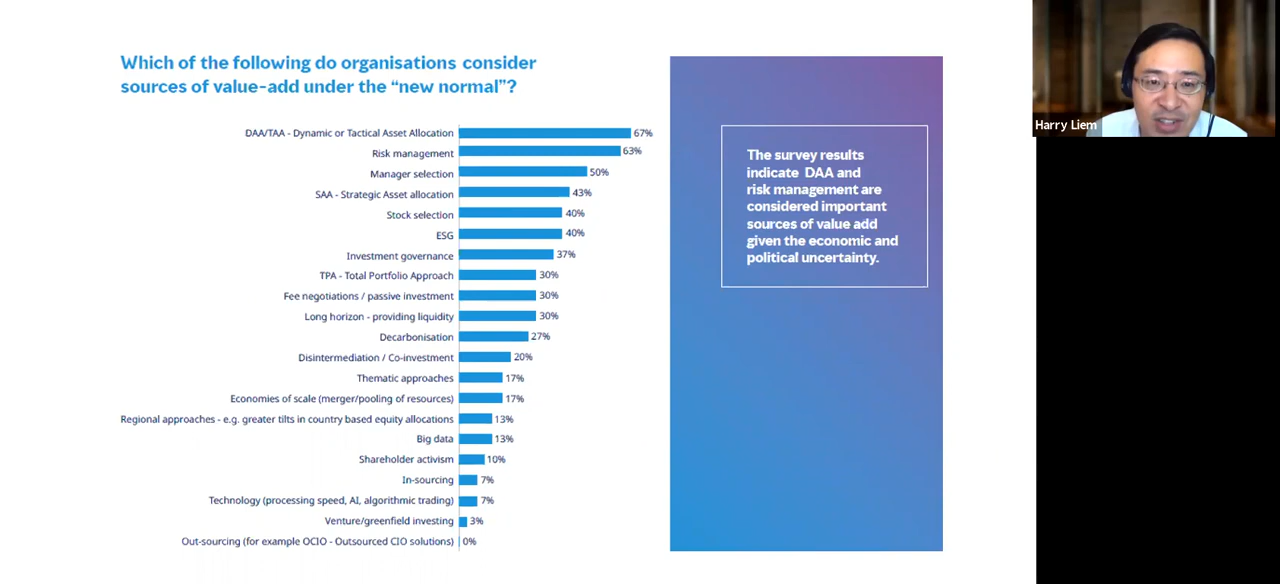 Which of the following do organisations consider
sources of value-add under the “new normal”?
DAA/TAA - Dynamic or Tactical Asset Allocation 67%
Risk management 63%
Manager selection 50%
SAA - Strategic Asset allocation 43%
Stock selection 40%
ESG 40%
Investment governance 37%
TPA - Total Portfolio Approach 30%
Fee negotiations / passive investment 30%
Long horizon - providing liquidity 30%
Decarbonisation 27%
Disintermediation / Co-investment 20%
Thematic approaches 17%
Economies of scale (merger/pooling of resources) 17%
Regional approaches - e.g. greater tilts in country based equity allocations 13%
Big data 13%
Shareholder activism 10%
In-sourcing 7%
Technology (processing speed, AI, algorithmic trading) 7%
Venture/greenfield investing 3%
Out-sourcing (for example OCIO - Outsourced CIO solutions) 0%
The survey results
indicate DAA and
risk management are
considered important
sources of value add
given the economic and
political uncertainty.
Harry Liem